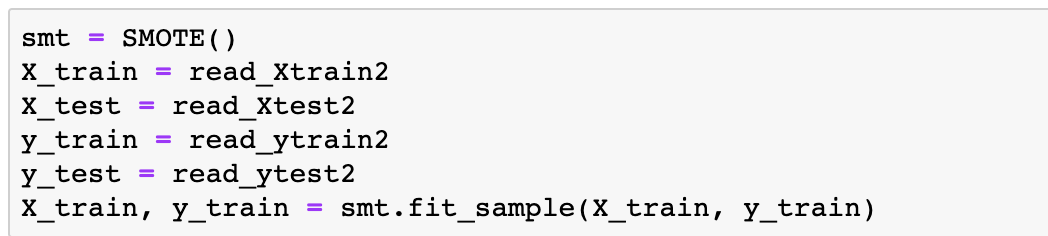 smt = SMOTE()
X_train = read_Xtrain2
X_test = read_Xtest2
y_train = read_ytrain2
y_test = read_ytest2
X_train, y_train = smt.fit_sample(X_train, y_train)